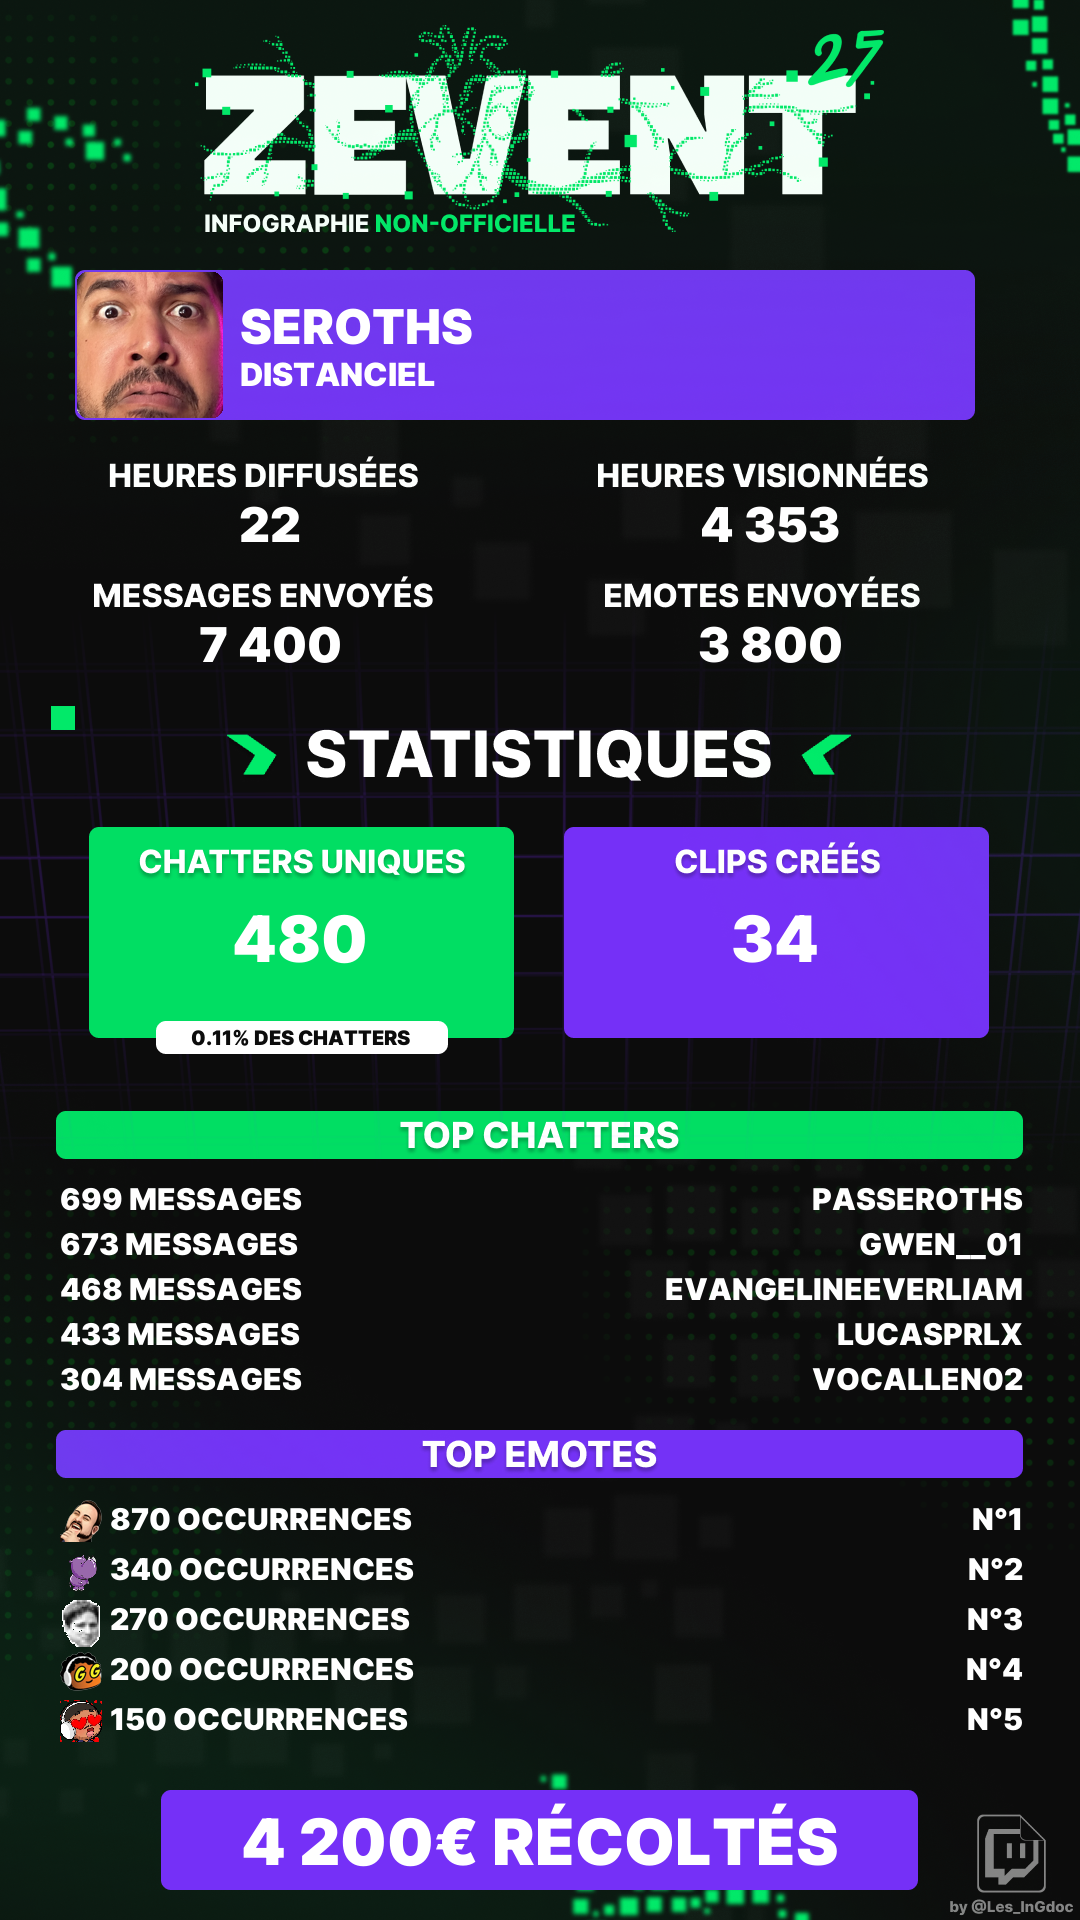 ZEVENT 25
INFOGRAPHIE NON-OFFICIELLE
SEROTHS
DISTANCIEL
HEURES DIFFUSÉES
22
HEURES VISIONNÉES
4 353
MESSAGES ENVOYÉS
7 400
EMOTES ENVOYÉES
3 800
STATISTIQUES
CHATTERS UNIQUES
480
0.11% DES CHATTERS
CLIPS CRÉÉS
34
TOP CHATTERS
699 MESSAGES PASSEROTHS
673 MESSAGES GWEN__01
468 MESSAGES EVANGELINEEVERLIAM
433 MESSAGES LUCASPRLX
304 MESSAGES VOCALLEN02
TOP EMOTES
870 OCCURRENCES N°1
340 OCCURRENCES N°2
270 OCCURRENCES N°3
GG 200 OCCURRENCES N°4
150 OCCURRENCES N°5
4 200€ RÉCOLTÉS
by @Les_InGdoc